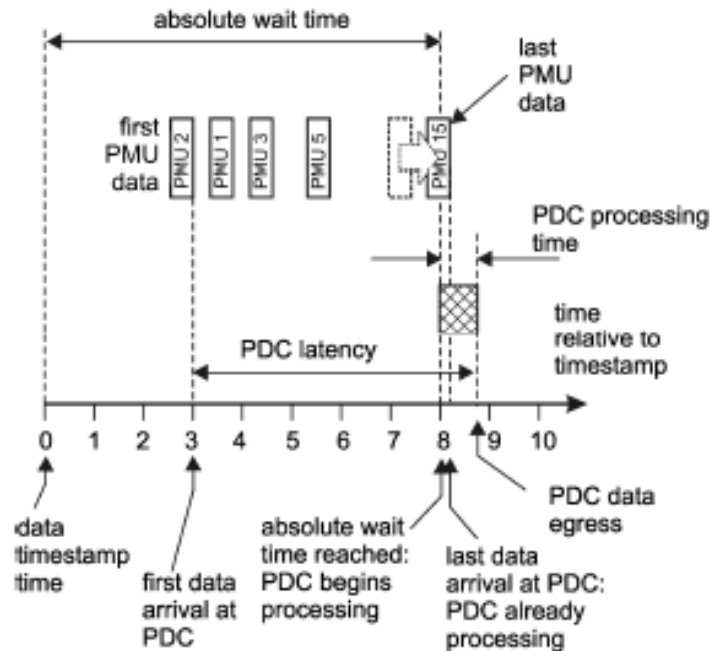 absolute wait time
last
PMU
data
first
PMU
data
PMU 2
PMU 1
PMU 3
PMU 5
PMU 15
PDC processing
time
time
relative to
timestamp
PDC latency
0 1 2 3 4 5 6 7 8 9 10
data
timestamp
time
first data
arrival at
PDC
absolute wait
time reached:
PDC begins
processing
last data
arrival at PDC:
PDC already
processing
PDC data
egress